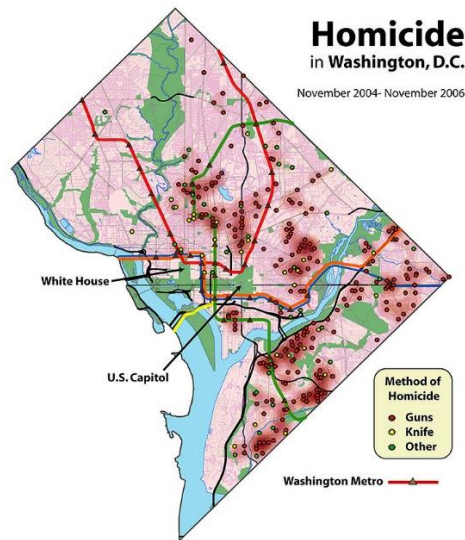 Homicide
in Washington, D.C.
November 2004- November 2006
White House
U.S. Capitol
Method of
Homicide
Guns
Knife
Other
Washington Metro